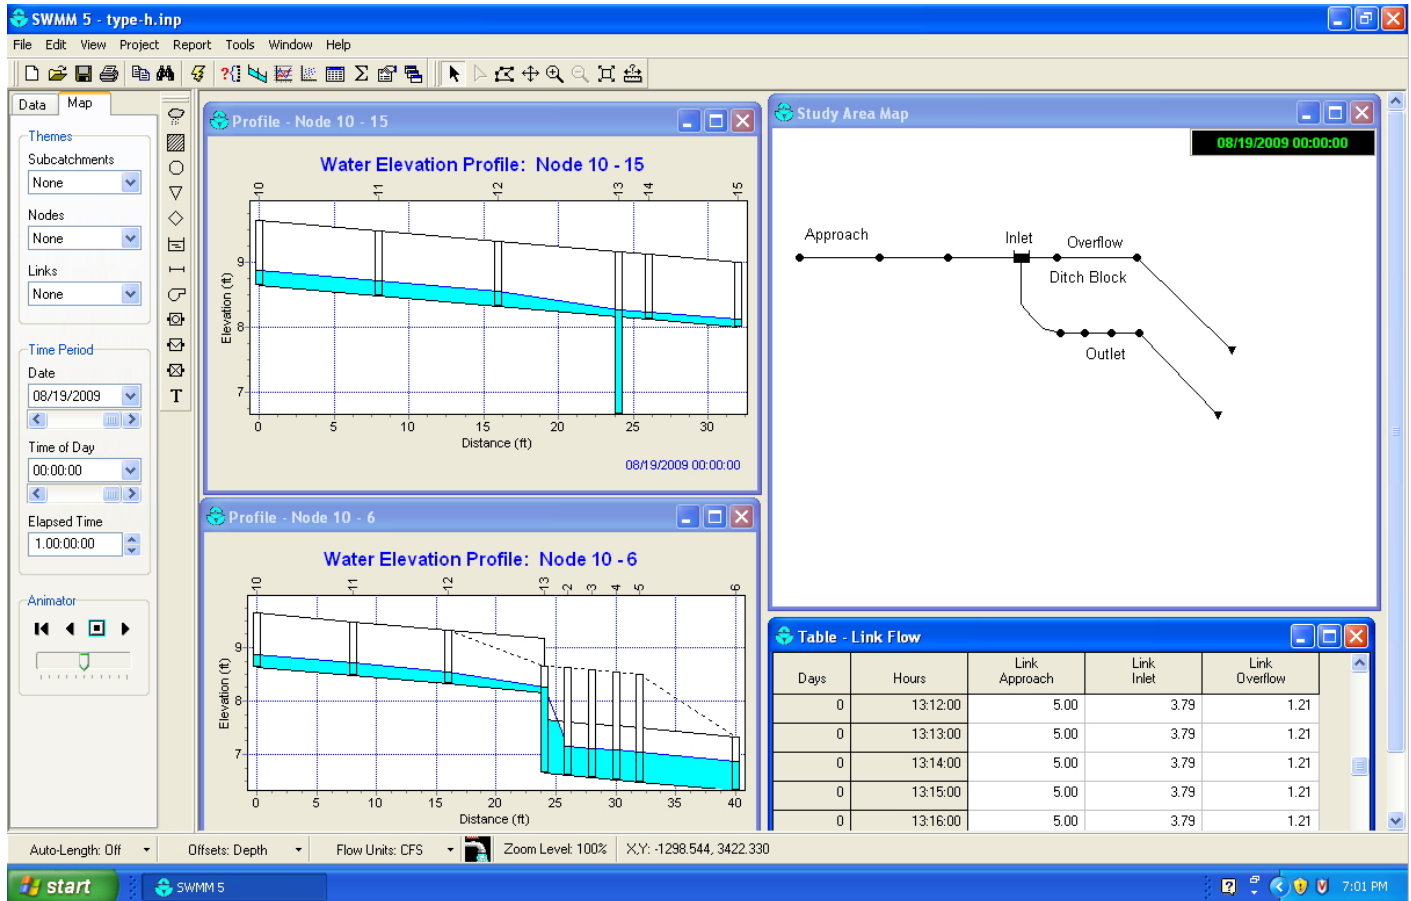 SWMM 5 - type-h.inp
File Edit View Project Report Tools Window Help
Data Map
Themes
Subcatchments
None
Nodes
None
Links
None
Time Period
Date
08/19/2009
Time of Day
00:00:00
Elapsed Time
1.00:00:00
Animator
T
Profile - Node 10 - 15
Water Elevation Profile: Node 10 - 15
10 11 12 13 14 15
Elevation (ft)
9
8
7
0 5 10 15 20 25 30
Distance (ft)
08/19/2009 00:00:00
Profile - Node 10 - 6
Water Elevation Profile: Node 10 - 6
10 11 12 13 2 3 4 5 6
Elevation (ft)
9
8
7
0 5 10 15 20 25 30 35 40
Distance (ft)
Study Area Map
08/19/2009 00:00:00
Approach
Inlet
Overflow
Ditch Block
Outlet
Table - Link Flow
Days Hours Link Approach Link Inlet Link Overflow
0 13:12:00 5.00 3.79 1.21
0 13:13:00 5.00 3.79 1.21
0 13:14:00 5.00 3.79 1.21
0 13:15:00 5.00 3.79 1.21
0 13:16:00 5.00 3.79 1.21
Auto-Length: Off Offsets: Depth Flow Units: CFS Zoom Level: 100% X,Y: -1298.544, 3422.330
start SWMM 5 7:01 PM